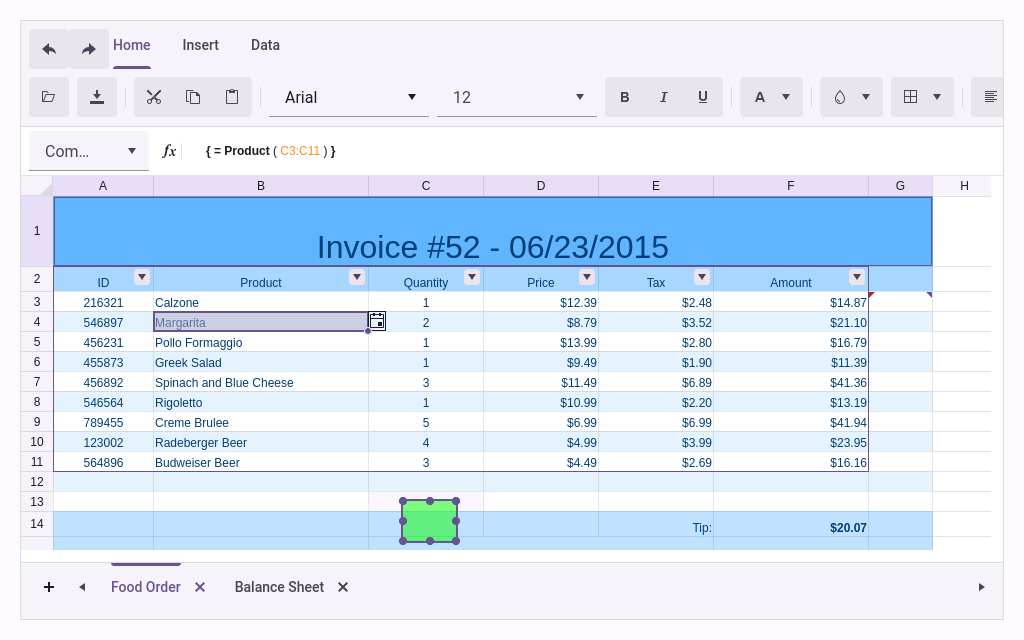 Home Insert Data
Arial 12 B I U A
Com... fx { = Product ( C3:C11 ) }
A B C D E F G H
1 Invoice #52 - 06/23/2015
2 ID Product Quantity Price Tax Amount
3 216321 Calzone 1 $12.39 $2.48 $14.87
4 546897 Margarita 2 $8.79 $3.52 $21.10
5 456231 Pollo Formaggio 1 $13.99 $2.80 $16.79
6 455873 Greek Salad 1 $9.49 $1.90 $11.39
7 456892 Spinach and Blue Cheese 3 $11.49 $6.89 $41.36
8 546564 Rigoletto 1 $10.99 $2.20 $13.19
9 789455 Creme Brulee 5 $6.99 $6.99 $41.94
10 123002 Radeberger Beer 4 $4.99 $3.99 $23.95
11 564896 Budweiser Beer 3 $4.49 $2.69 $16.16
12
13
14 Tip: $20.07
Food Order Balance Sheet